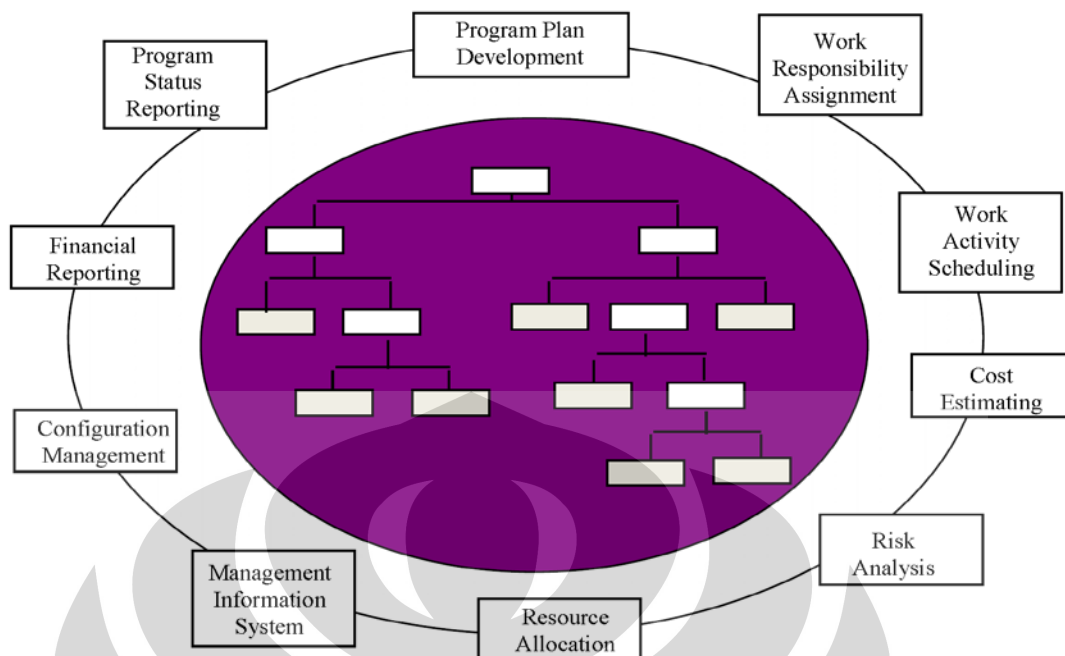 Program Plan
Development
Work
Responsibility
Assignment
Work
Activity
Scheduling
Cost
Estimating
Risk
Analysis
Resource
Allocation
Management
Information
System
Configuration
Management
Financial
Reporting
Program
Status
Reporting